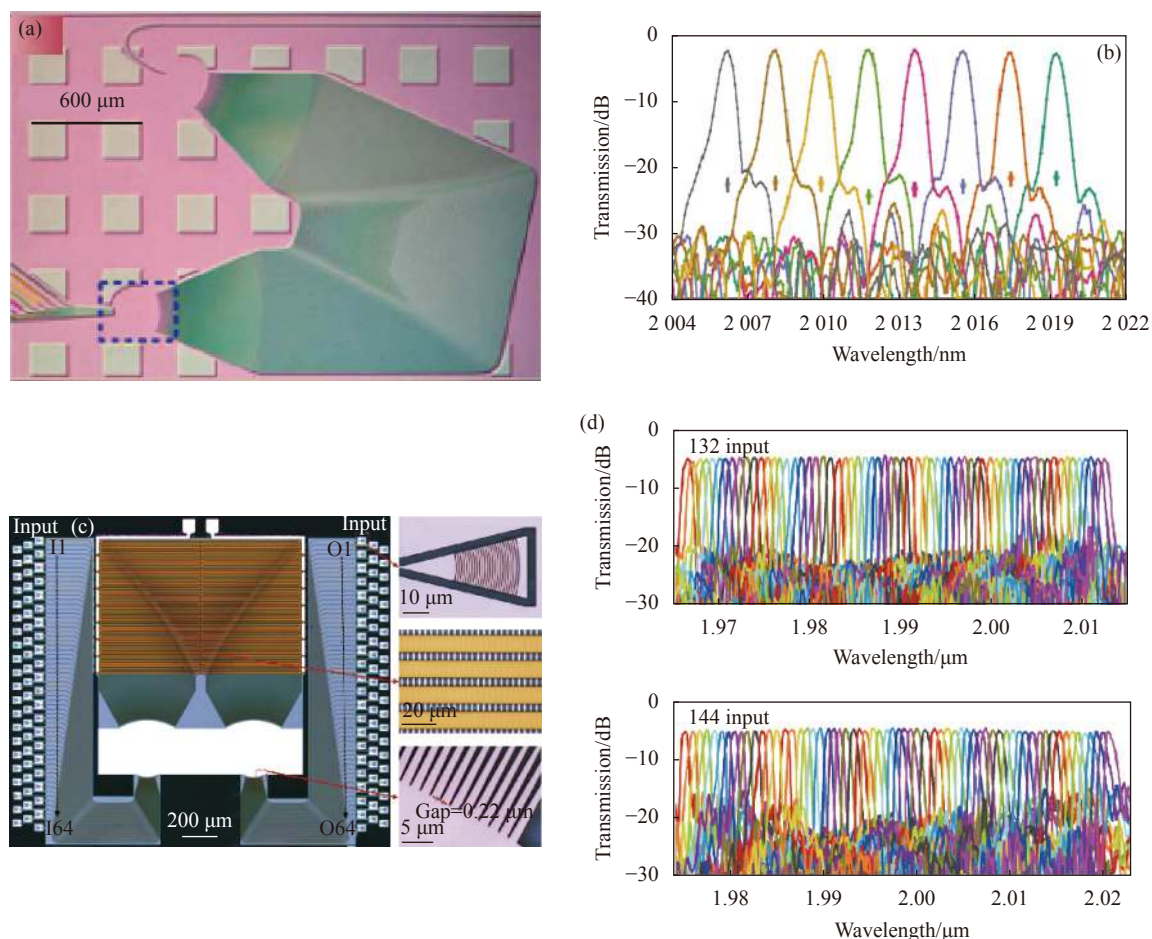 (a)
600 μm
(b)
Transmission/dB
0
−10
−20
−30
−40
2 004
2 007
2 010
2 013
2 016
2 019
2 022
Wavelength/nm
Input (c)
Input
I1
O1
I64
O64
200 μm
10 μm
20 μm
Gap=0.22 μm
5 μm
(d)
132 input
Transmission/dB
0
−10
−20
−30
1.97
1.98
1.99
2.00
2.01
Wavelength/μm
144 input
Transmission/dB
0
−10
−20
−30
1.98
1.99
2.00
2.01
2.02
Wavelength/μm